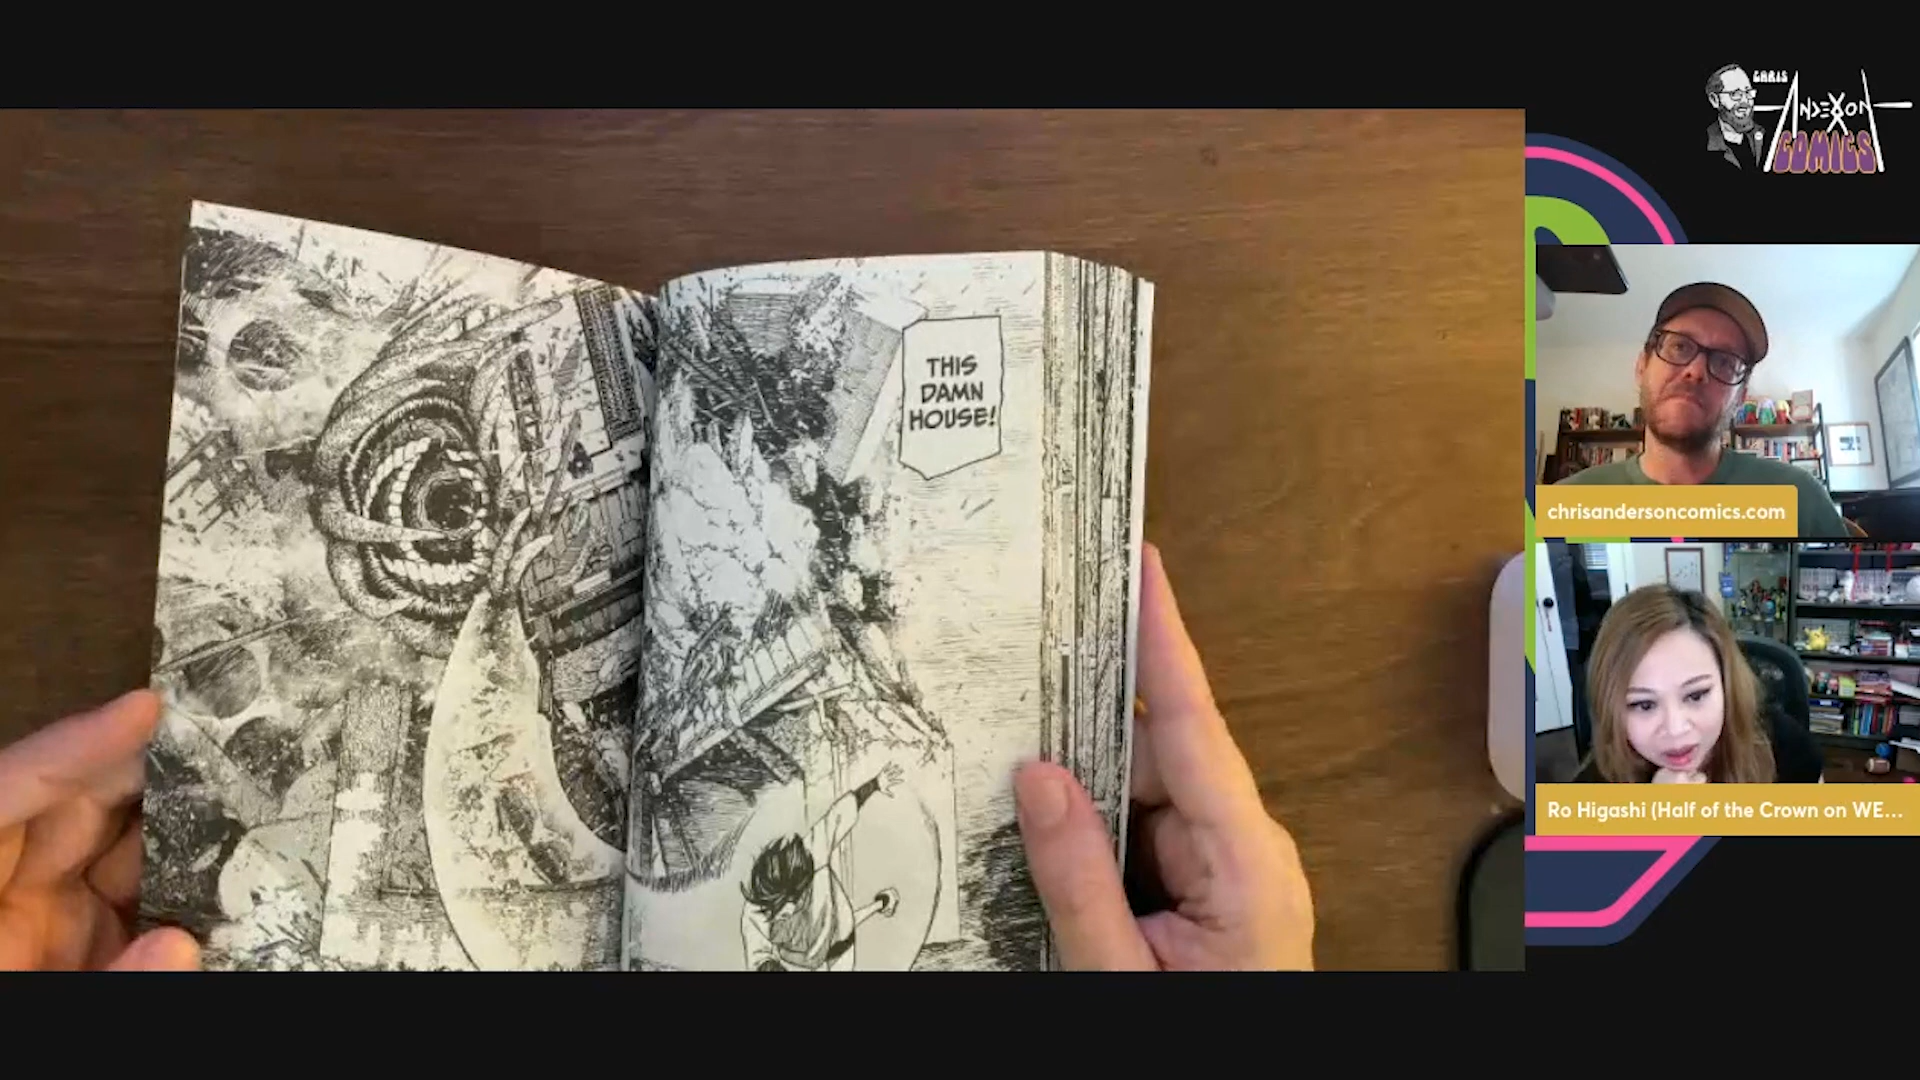 THIS
DAMN
HOUSE!
CHRIS
ANDERSON
COMICS
chrisandersoncomics.com
Ro Higashi (Half of the Crown on WE...